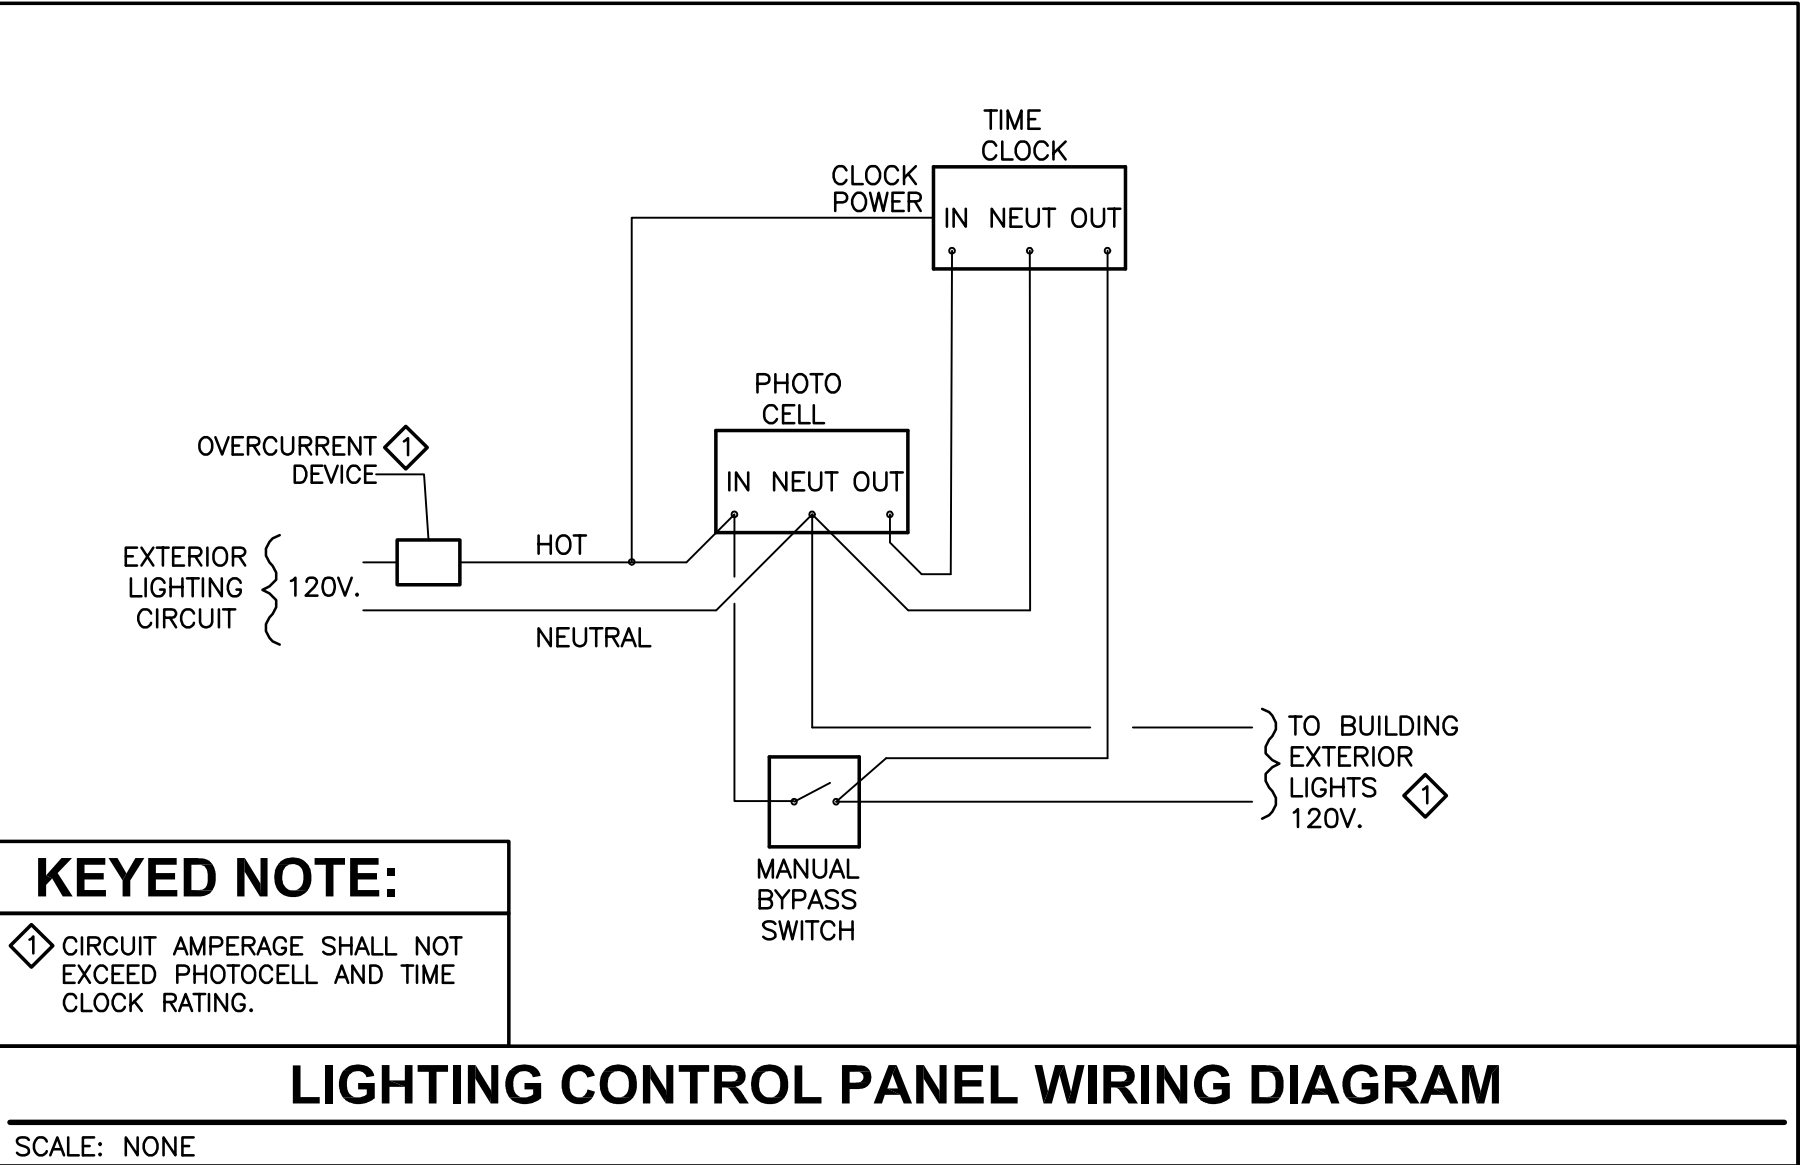 TIME
CLOCK
CLOCK
POWER
IN NEUT OUT
PHOTO
CELL
IN NEUT OUT
OVERCURRENT 1
DEVICE
HOT
EXTERIOR
LIGHTING
CIRCUIT
120V.
NEUTRAL
TO BUILDING
EXTERIOR
LIGHTS 1
120V.
MANUAL
BYPASS
SWITCH
KEYED NOTE:
1 CIRCUIT AMPERAGE SHALL NOT
EXCEED PHOTOCELL AND TIME
CLOCK RATING.
LIGHTING CONTROL PANEL WIRING DIAGRAM
SCALE: NONE